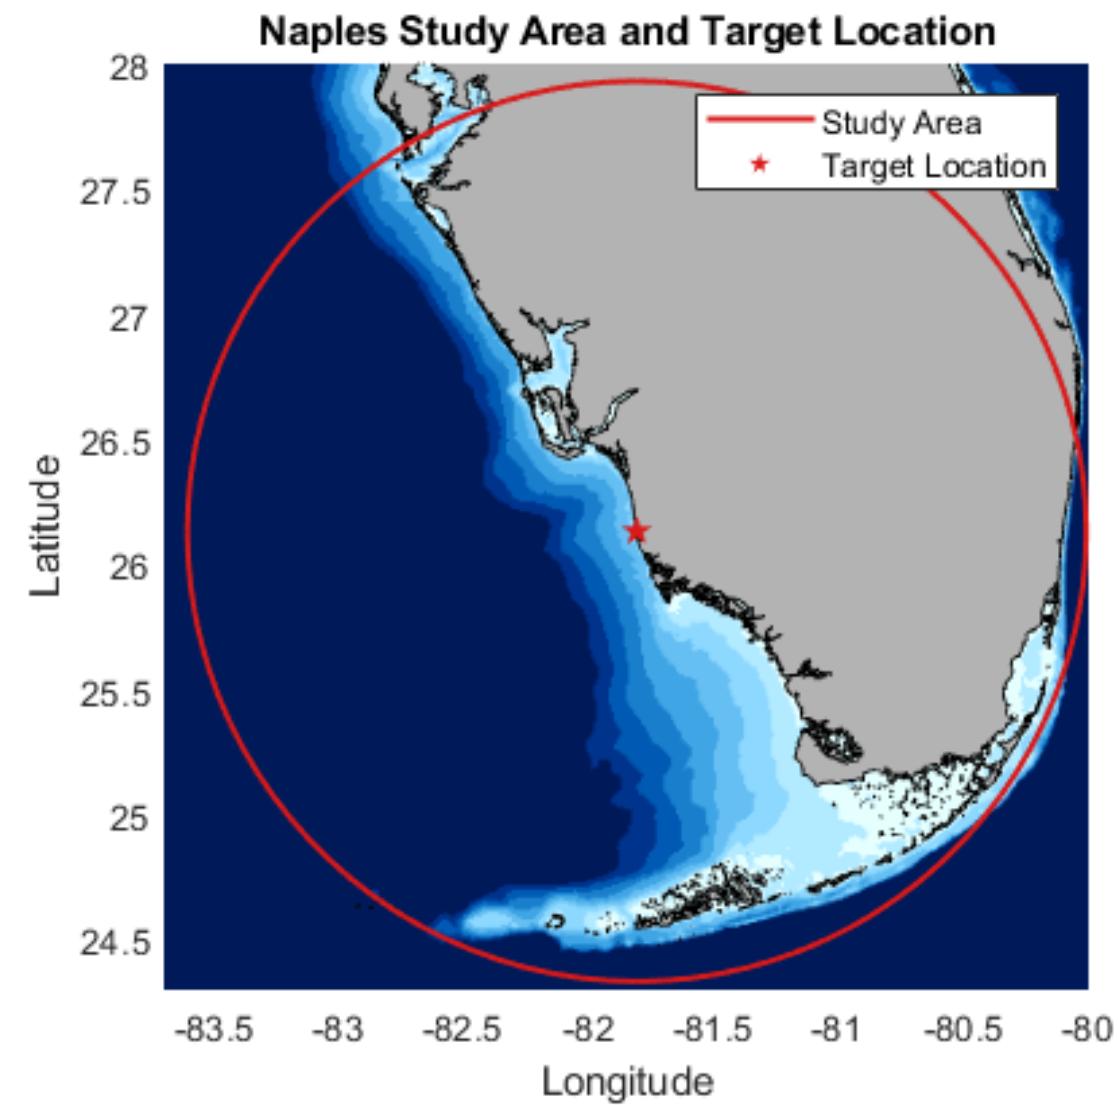 Naples Study Area and Target Location
28
27.5
27
26.5
26
25.5
25
24.5
Latitude
Study Area
Target Location
-83.5 -83 -82.5 -82 -81.5 -81 -80.5 -80
Longitude